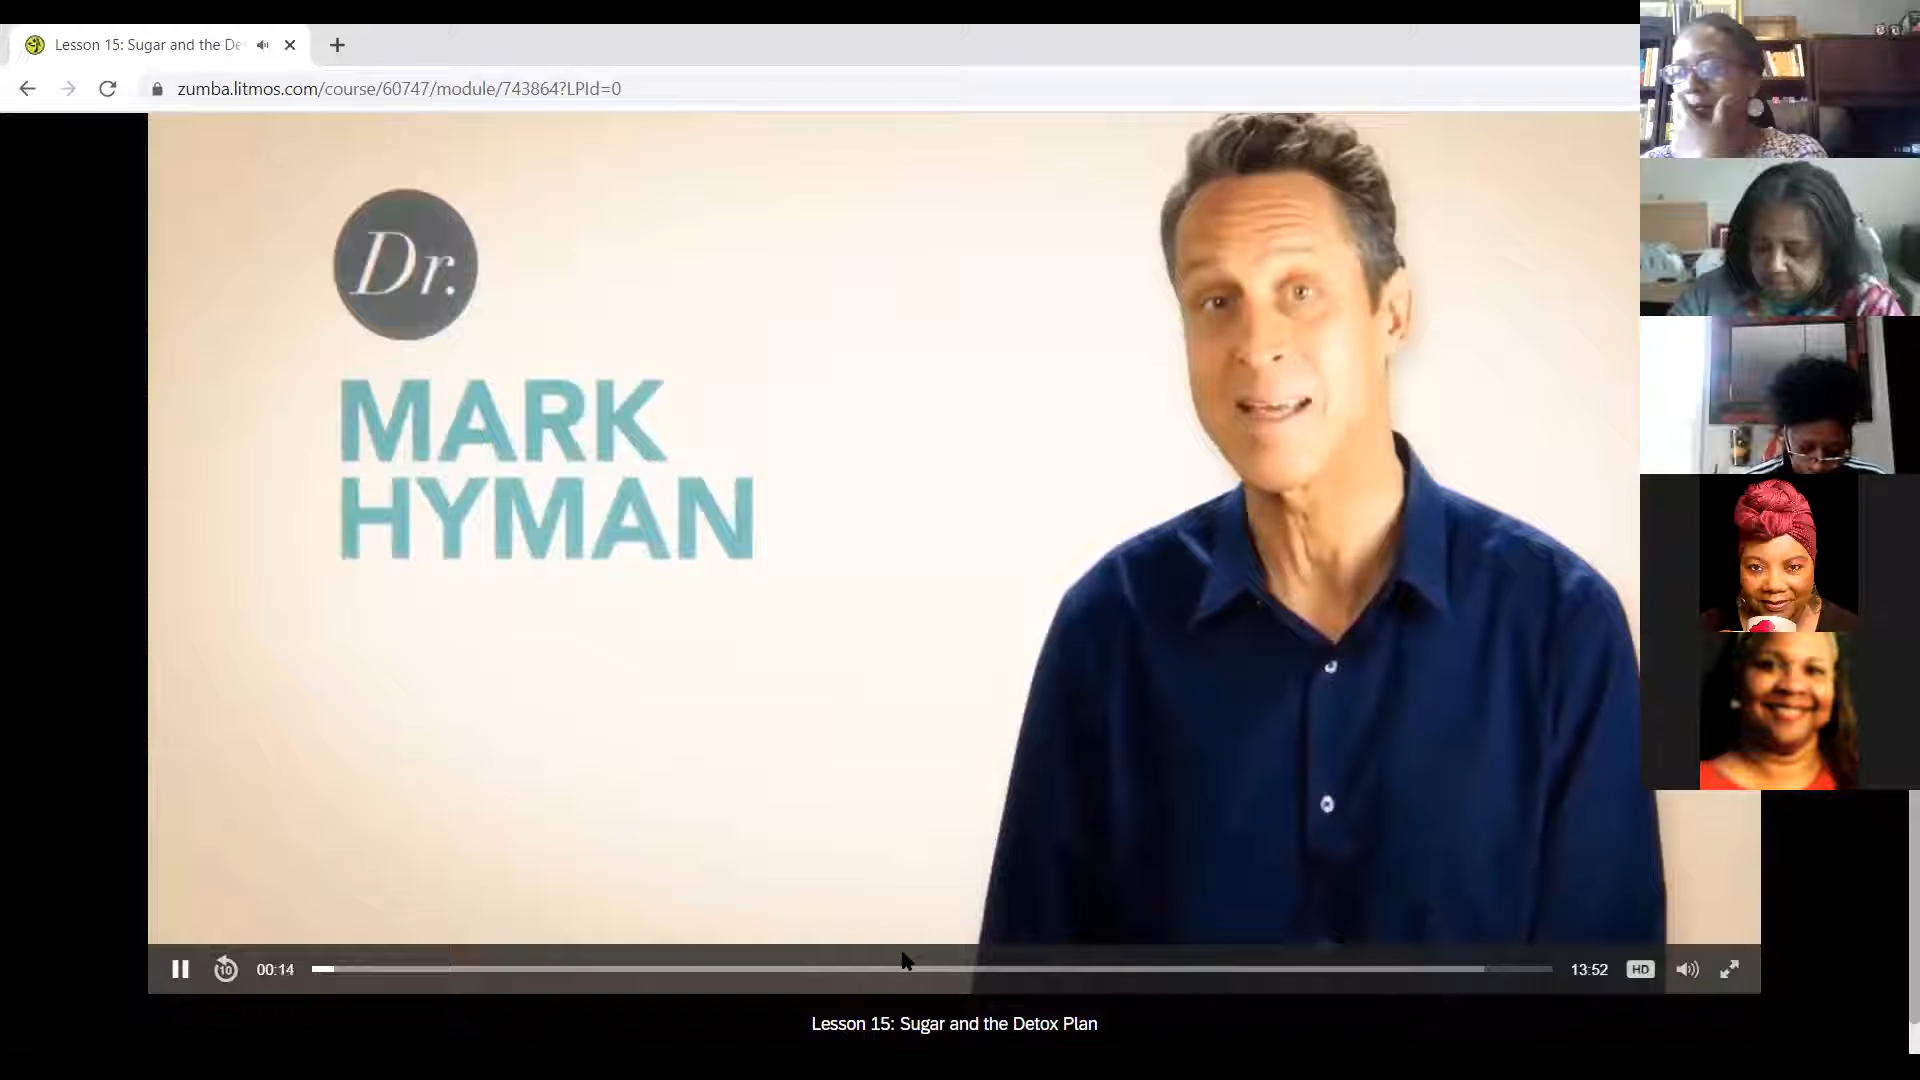 Lesson 15: Sugar and the De
zumba.litmos.com/course/60747/module/743864?LPId=0
Dr.
MARK
HYMAN
10
00:14
13:52
HD
Lesson 15: Sugar and the Detox Plan